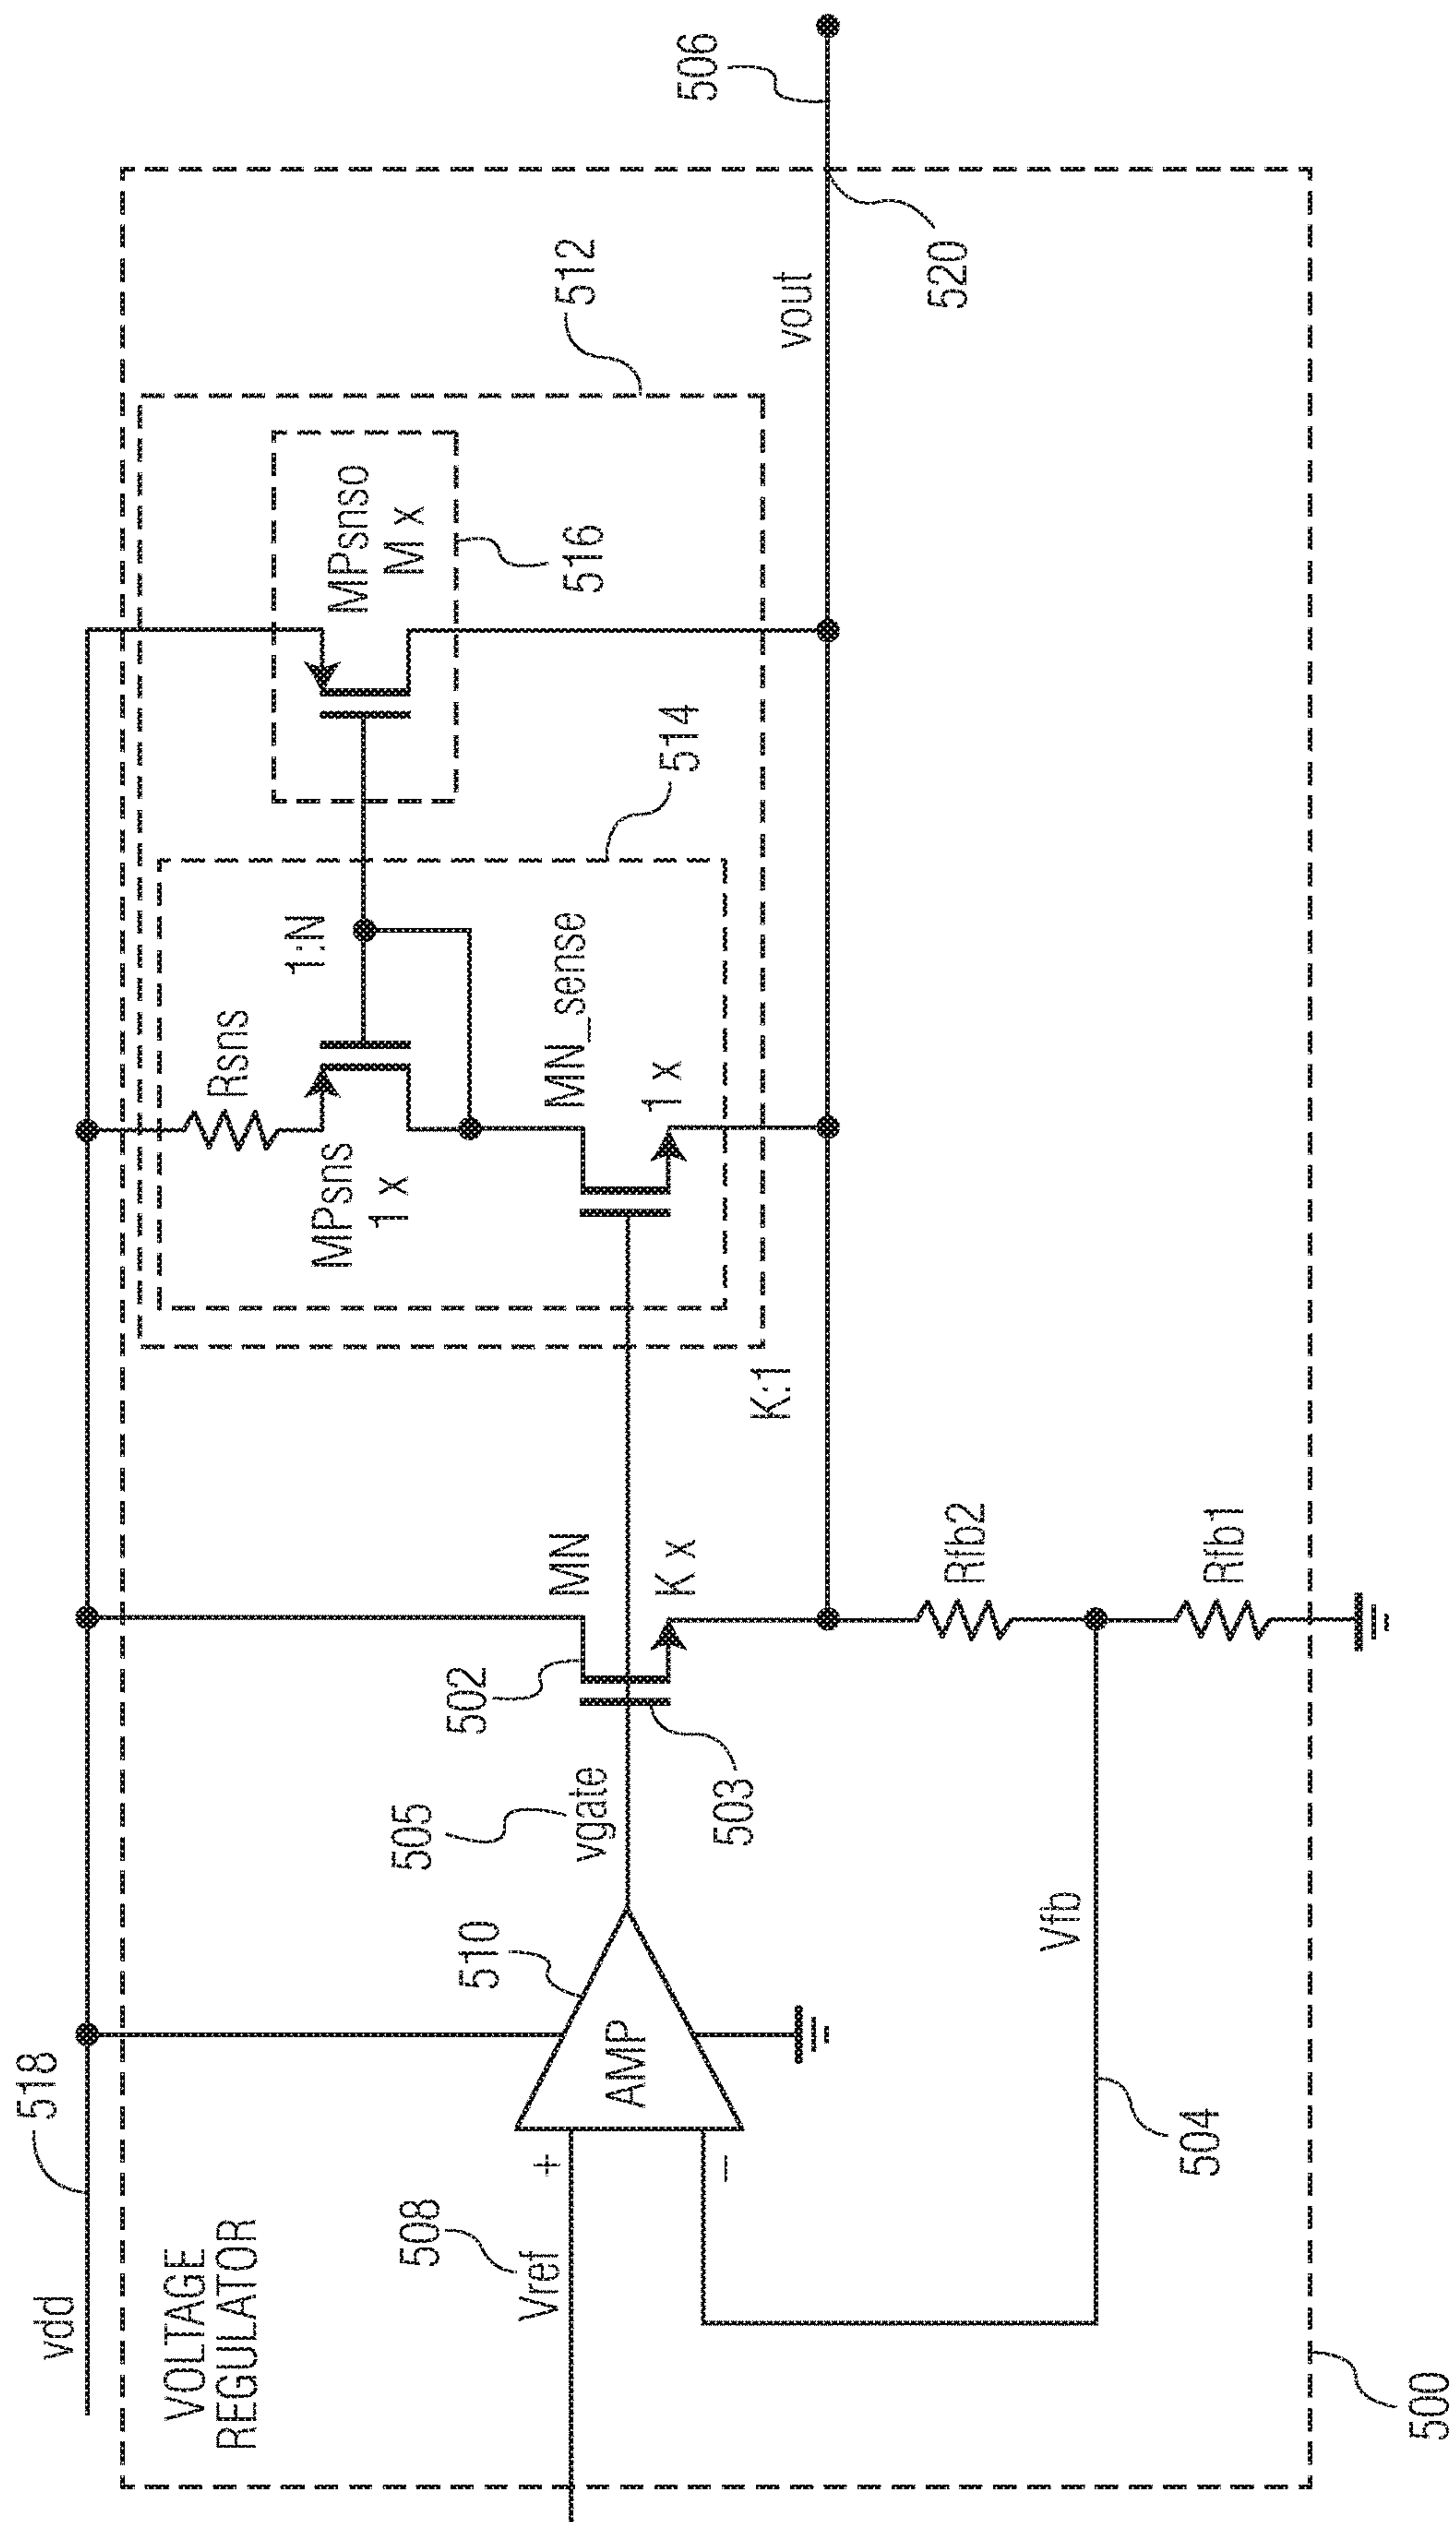 vdd
518
VOLTAGE
REGULATOR
508
Vref
+
−
AMP
510
505
vgate
502
503
MN
K x
K:1
Rsns
MPsns
1 x
1:N
MN_sense
1 x
514
MPsnso
M x
516
512
vout
520
506
Rfb2
Rfb1
Vfb
504
500